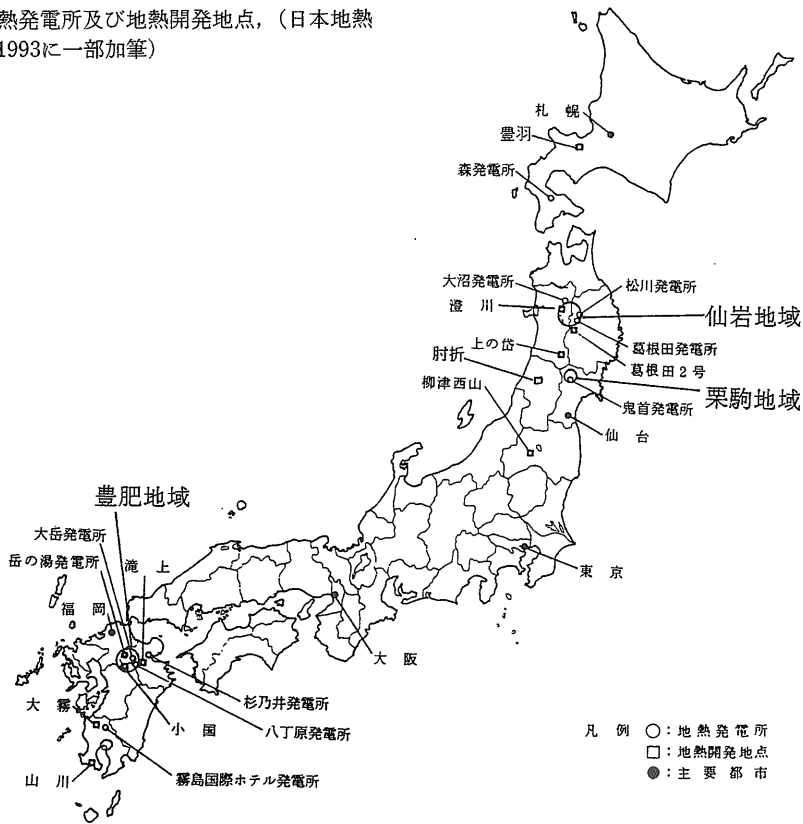 熱発電所及び地熱開発地点,（日本地熱
1993に一部加筆）
札 幌
豊羽
森発電所
大沼発電所
松川発電所
澄 川
仙岩地域
上の岱
葛根田発電所
肘折
葛根田2号
柳津西山
鬼首発電所
栗駒地域
仙 台
豊肥地域
大岳発電所
岳の湯発電所
滝 上
東 京
福 岡
大 阪
杉乃井発電所
大 霧
小 国
八丁原発電所
山 川
霧島国際ホテル発電所
凡 例 ○：地熱発電所
□：地熱開発地点
●：主要都市